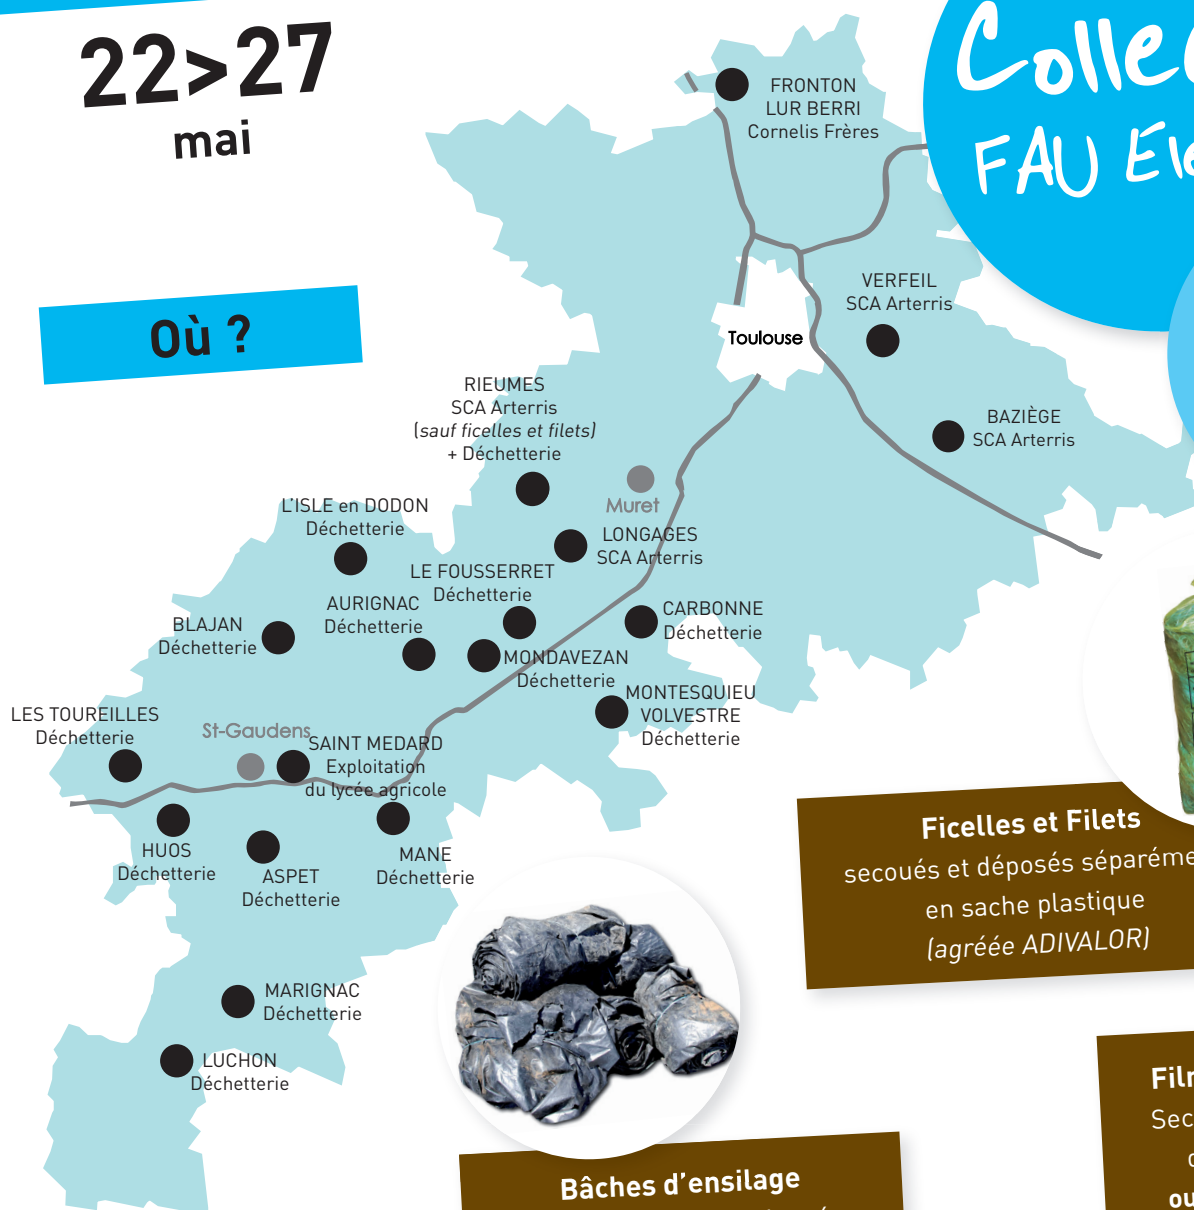 22>27
mai
Où ?
FRONTON
LUR BERRI
Cornelis Frères
VERFEIL
SCA Arterris
Toulouse
BAZIÈGE
SCA Arterris
RIEUMES
SCA Arterris
(sauf ficelles et filets)
+ Déchetterie
Muret
L'ISLE en DODON
Déchetterie
LONGAGES
SCA Arterris
LE FOUSSERRET
Déchetterie
AURIGNAC
Déchetterie
BLAJAN
Déchetterie
CARBONNE
Déchetterie
MONDAVEZAN
Déchetterie
MONTESQUIEU
VOLVESTRE
Déchetterie
LES TOUREILLES
Déchetterie
St-Gaudens
SAINT MEDARD
Exploitation
du lycée agricole
HUOS
Déchetterie
ASPET
Déchetterie
MANE
Déchetterie
MARIGNAC
Déchetterie
LUCHON
Déchetterie
Ficelles et Filets
secoués et déposés
en sache plastique
(agréée ADIVALOR)
Bâches d'ensilage
FAU
ou